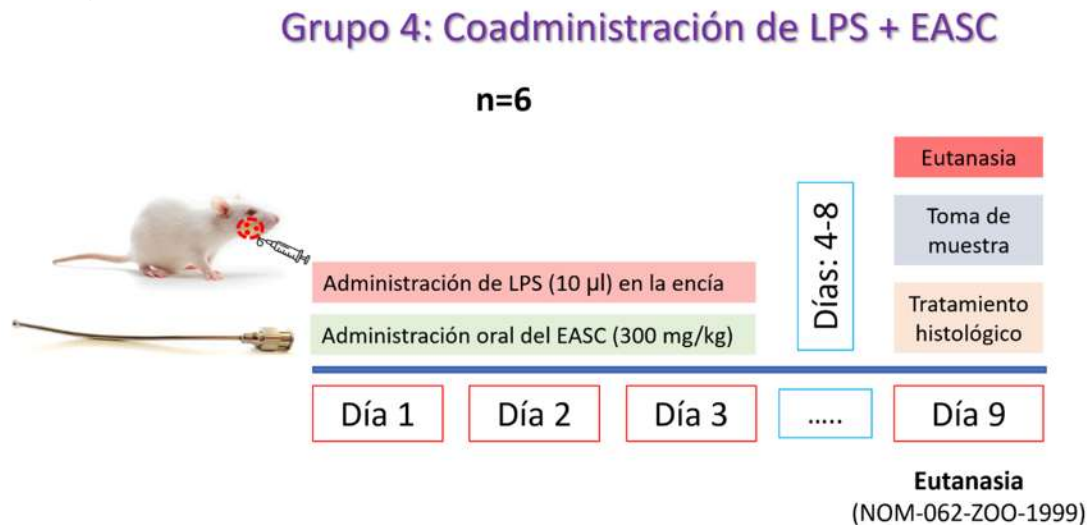 Grupo 4: Coadministración de LPS + EASC
n=6
Eutanasia
Toma de
muestra
Tratamiento
histológico
Días: 4-8
Administración de LPS (10 µl) en la encía
Administración oral del EASC (300 mg/kg)
Día 1
Día 2
Día 3
.....
Día 9
Eutanasia
(NOM-062-ZOO-1999)